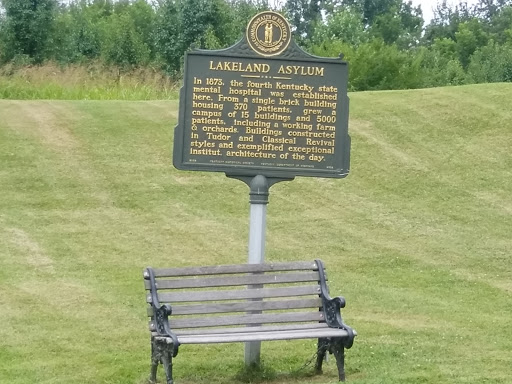 LAKELAND ASYLUM
In 1873, the fourth Kentucky state
mental hospital was established
here. From a single brick building
housing 370 patients, grew a
campus of 15 buildings and 5000
patients, including a working farm
& orchards. Buildings constructed
in Tudor and Classical Revival
styles and exemplified exceptional
institut. architecture of the day.